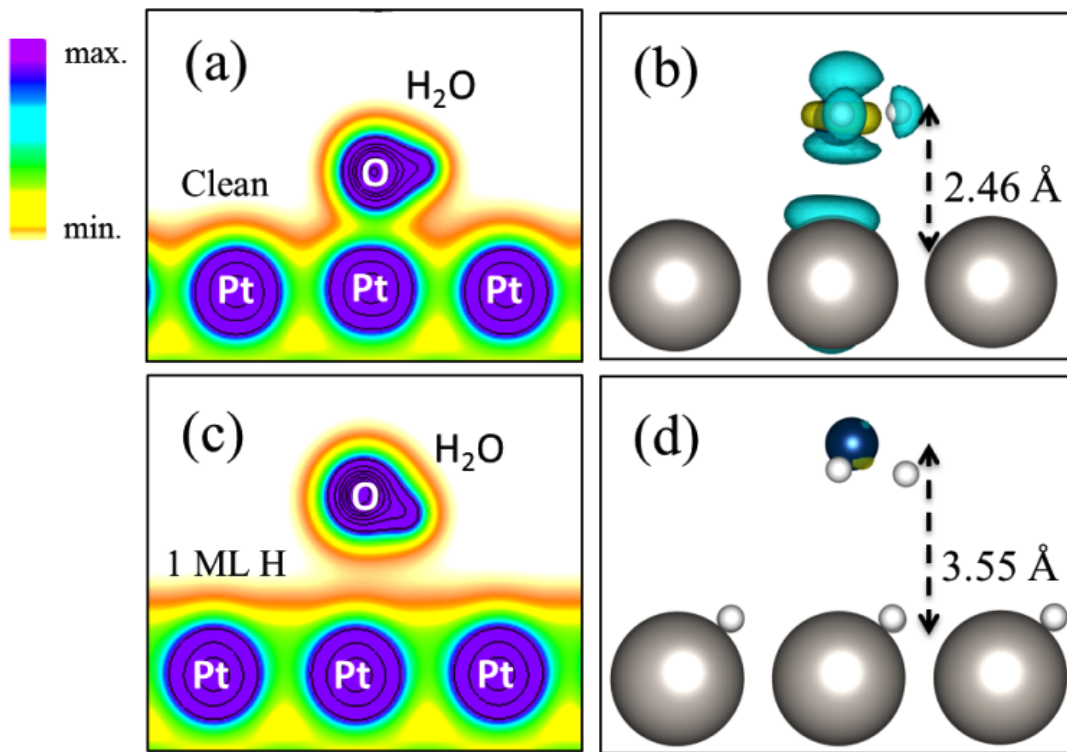 max.
min.
(a)
H₂O
O
Clean
Pt Pt Pt
(b)
2.46 Å
(c)
H₂O
O
1 ML H
Pt Pt Pt
(d)
3.55 Å